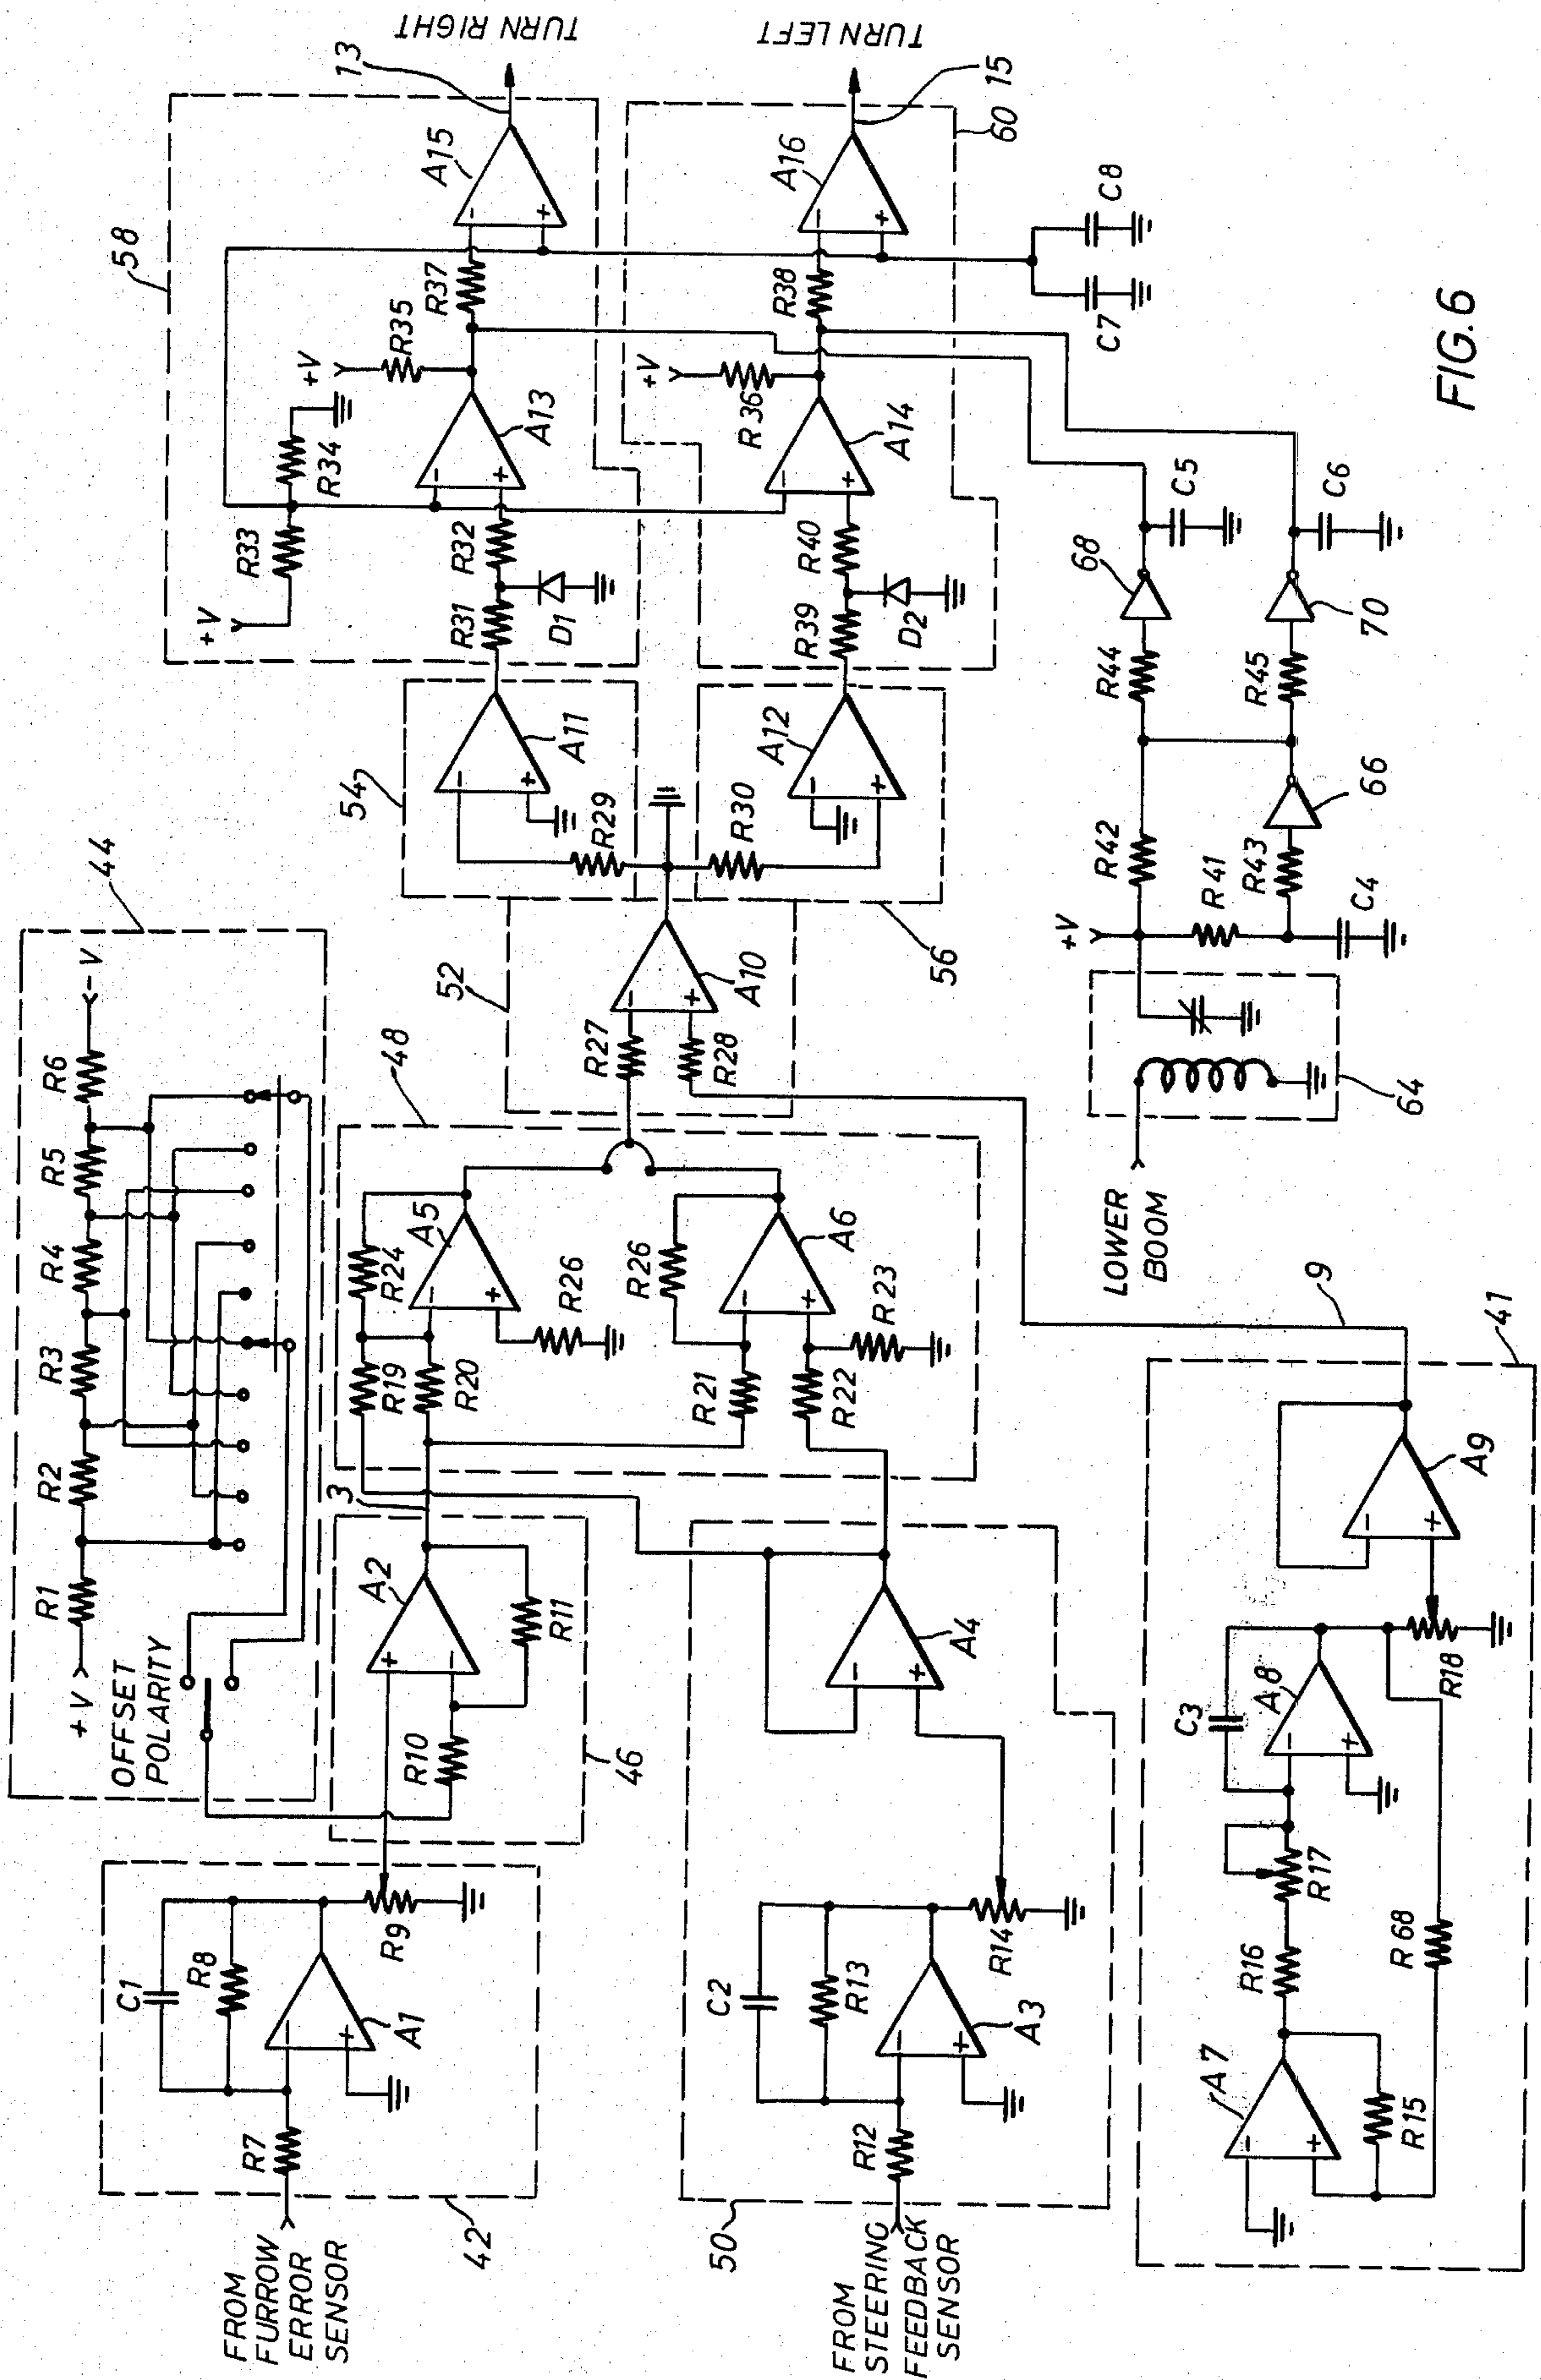 58
13
TURN RIGHT
+V
R33
R34
+V
R35
R37
A15
R31
R32
D1
A13
44
R1
R2
R3
R4
R5
R6
+V
-V
OFFSET
POLARITY
54
A11
R29
+V
R36
R38
A16
TURN LEFT
15
60
R39
R40
D2
A14
C7
C8
52
R27
R28
A10
R30
A12
56
48
R19
R20
R24
A5
R26
R21
R22
R26
A6
R23
42
FROM
FURROW
ERROR
SENSOR
R7
C1
R8
A1
R9
46
R10
A2
R11
3
50
FROM
STEERING
FEEDBACK
SENSOR
R12
C2
R13
A3
R14
A4
41
A7
R15
R16
R17
C3
A8
R18
R68
A9
9
LOWER
BOOM
64
+V
R42
R41
R43
C4
66
R44
R45
68
70
C5
C6
FIG.6